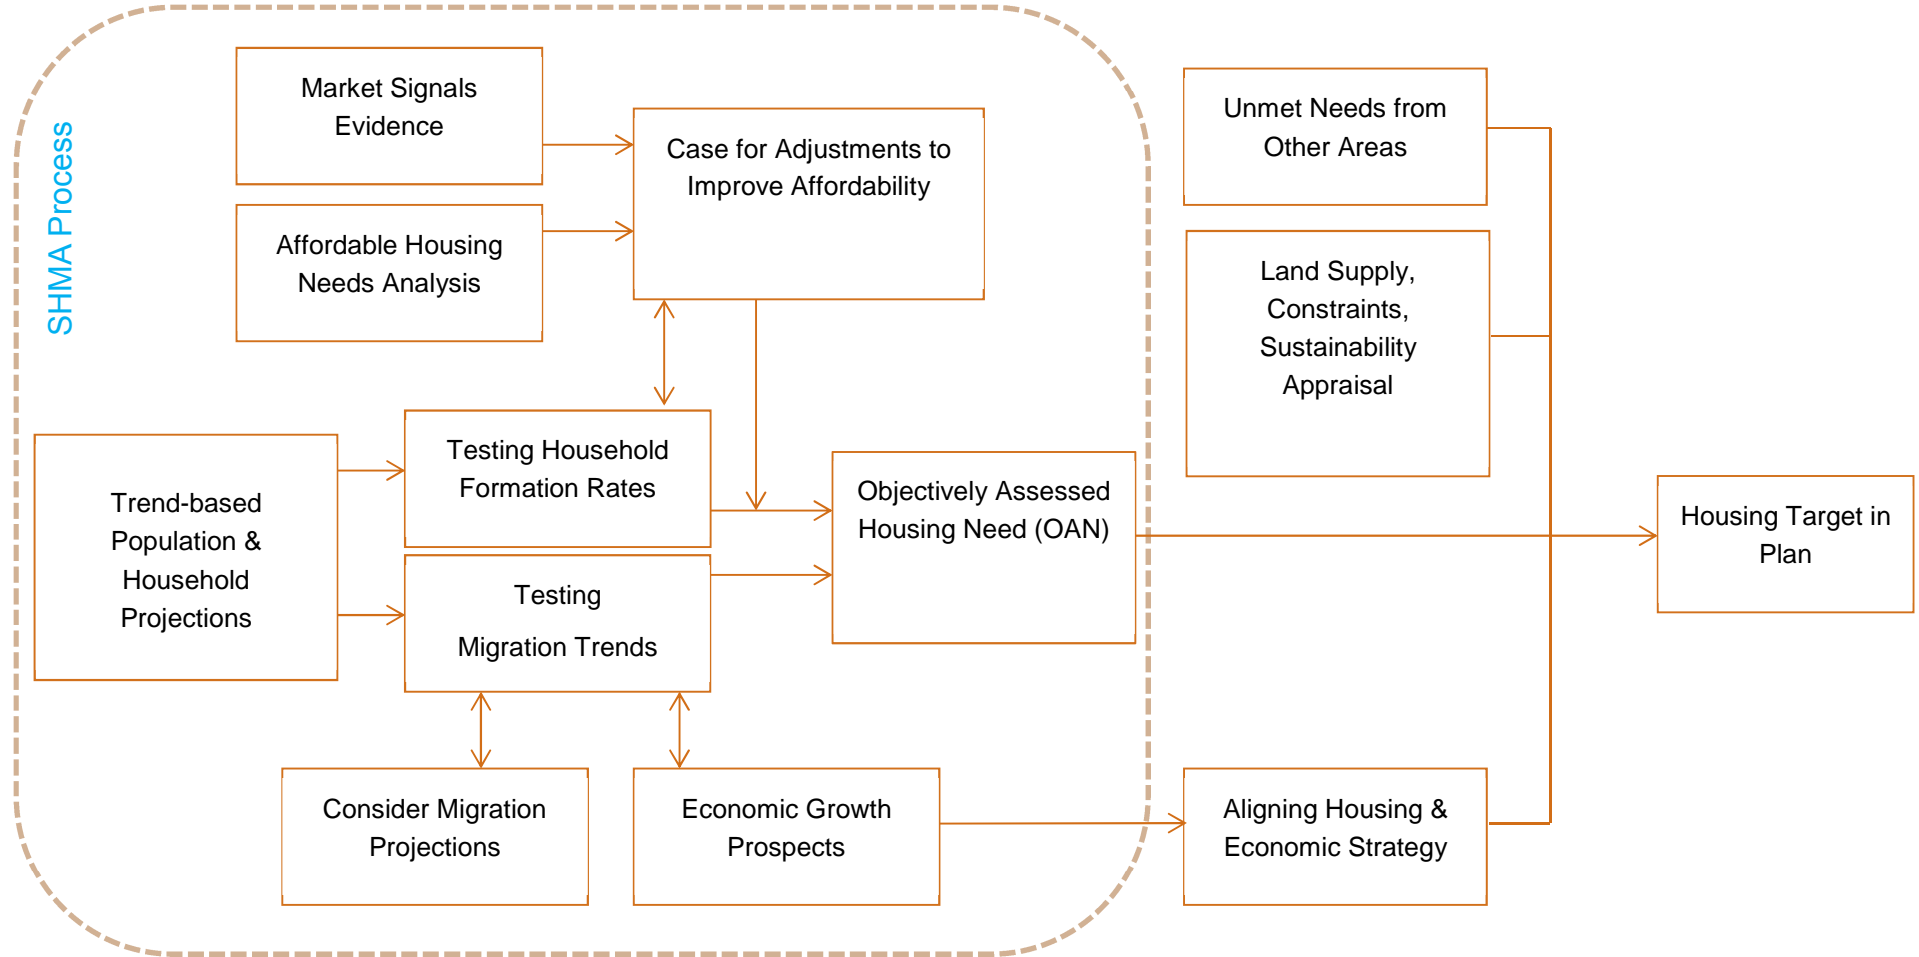 SHMA Process
Market Signals
Evidence
Affordable Housing
Needs Analysis
Case for Adjustments to
Improve Affordability
Trend-based
Population &
Household
Projections
Testing Household
Formation Rates
Testing
Migration Trends
Consider Migration
Projections
Economic Growth
Prospects
Objectively Assessed
Housing Need (OAN)
Unmet Needs from
Other Areas
Land Supply,
Constraints,
Sustainability
Appraisal
Aligning Housing &
Economic Strategy
Housing Target in
Plan